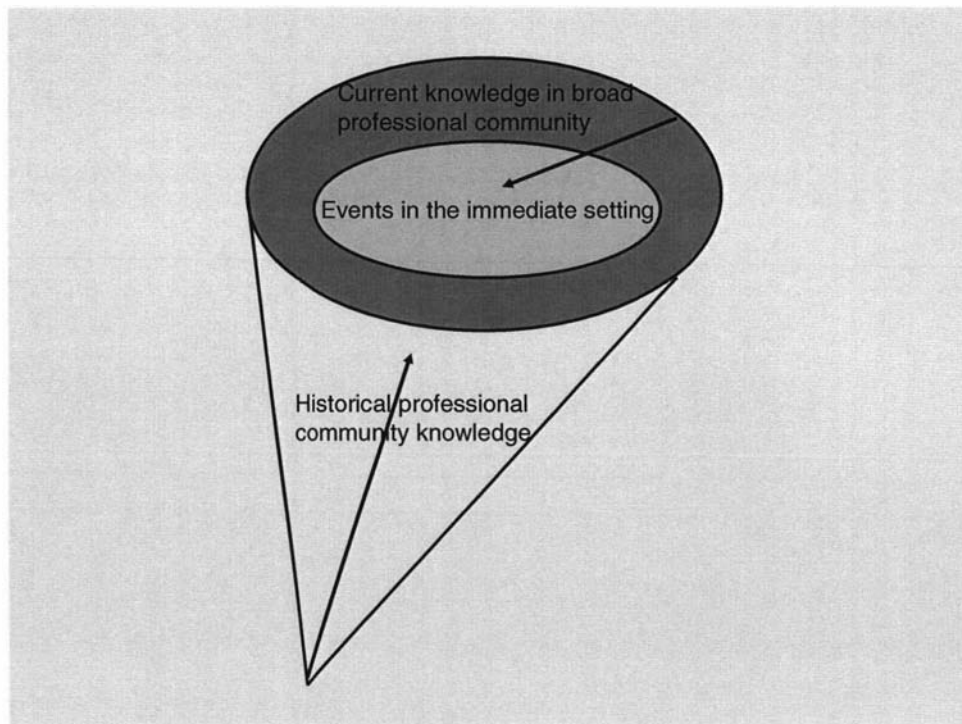 Current knowledge in broad
professional community
Events in the immediate setting
Historical professional
community knowledge